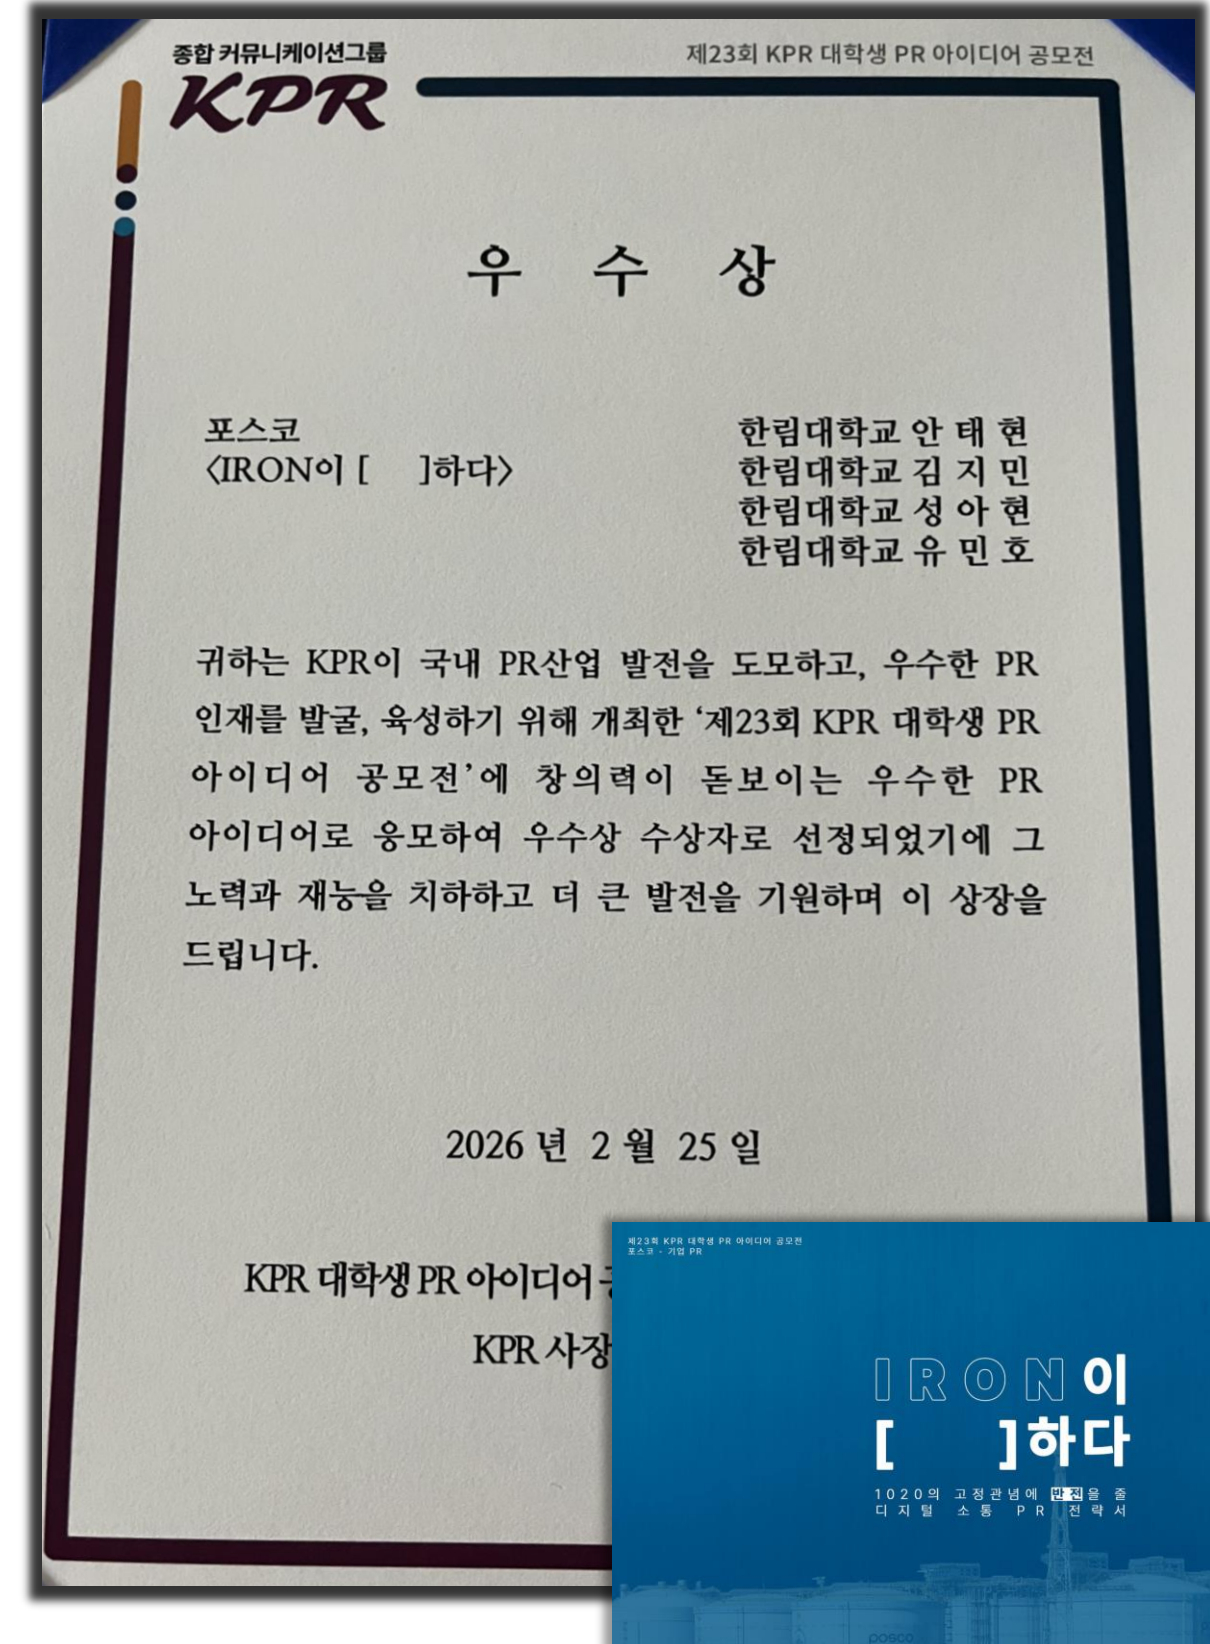 종합 커뮤니케이션그룹
KPR
제23회 KPR 대학생 PR 아이디어 공모전
우 수 상
포스코
〈IRON이 [ ]하다〉
한림대학교 안 태 현
한림대학교 김 지 민
한림대학교 성 아 현
한림대학교 유 민 호
귀하는 KPR이 국내 PR산업 발전을 도모하고, 우수한 PR
인재를 발굴, 육성하기 위해 개최한 ‘제23회 KPR 대학생 PR
아이디어 공모전’에 창의력이 돋보이는 우수한 PR
아이디어로 응모하여 우수상 수상자로 선정되었기에 그
노력과 재능을 치하하고 더 큰 발전을 기원하며 이 상장을
드립니다.
2026 년 2 월 25 일
KPR 대학생 PR 아이디어
KPR 사장
제23회 KPR 대학생 PR 아이디어 공모전
포스코 - 기업 PR
IRON이
[ ]하다
1020의 고정관념에 반전을 줄
디지털 소통 PR 전략서
posco